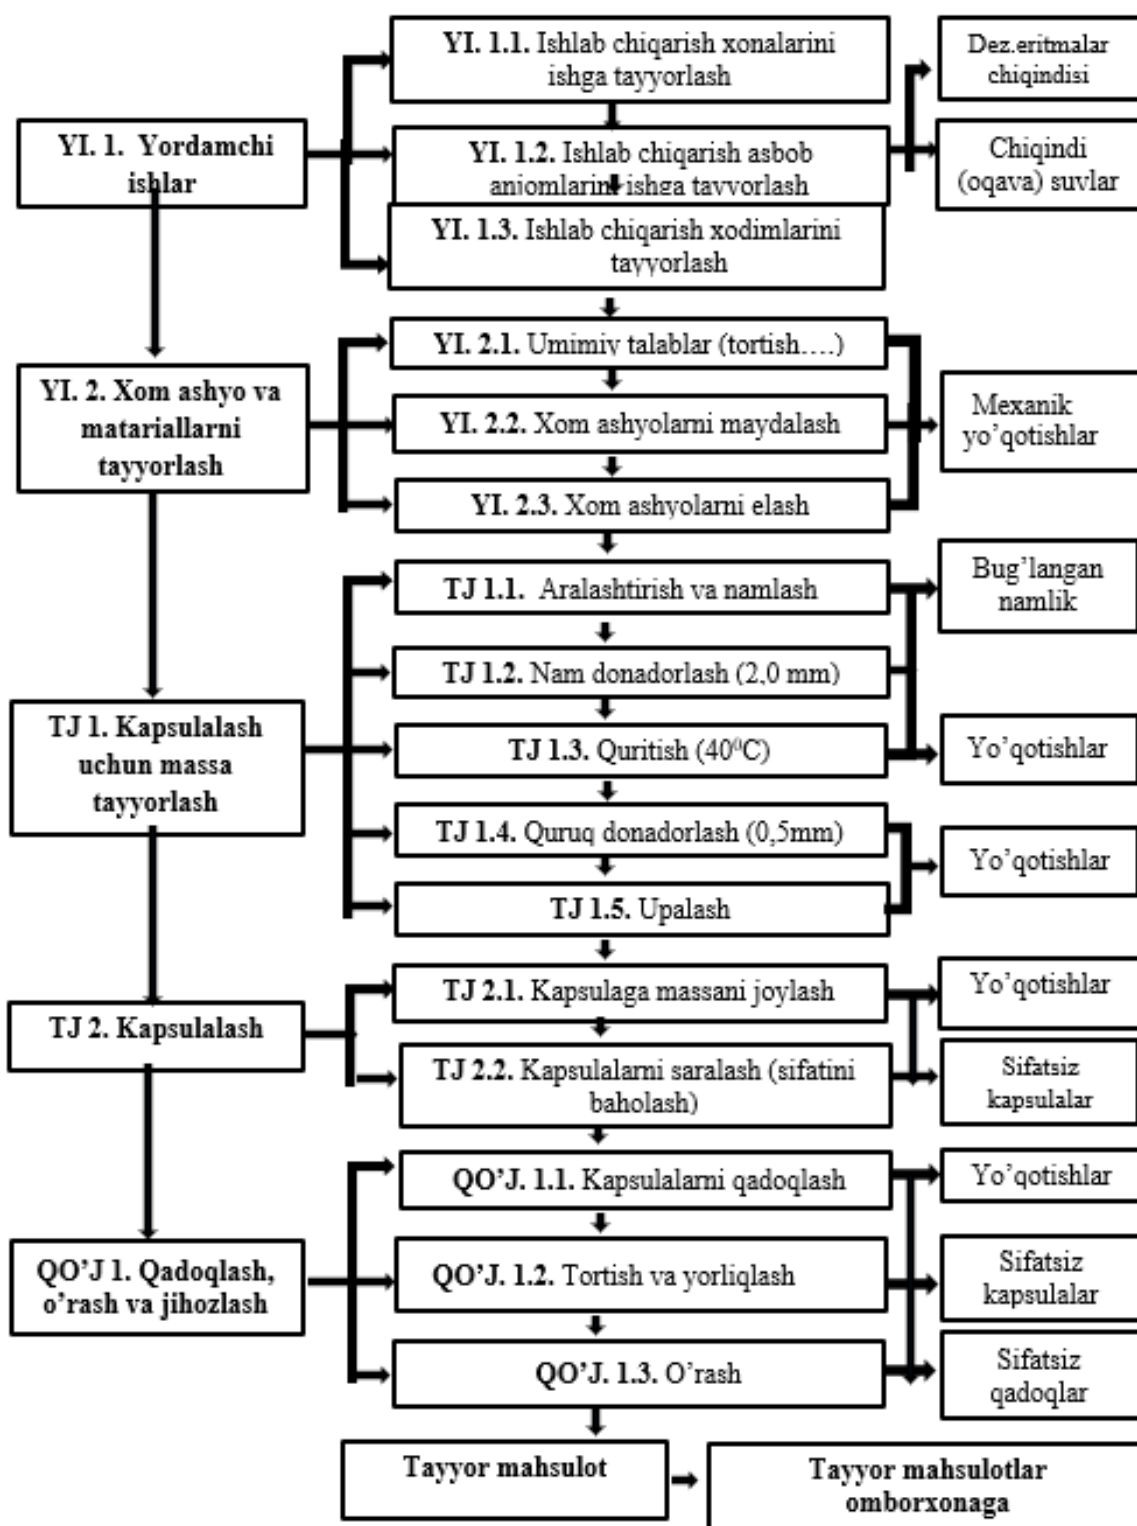 YI. 1.1. Ishlab chiqarish xonalarini
ishga tayyorlash
Dez.eritmalar
chiqindisi
YI. 1. Yordamchi
ishlar
YI. 1.2. Ishlab chiqarish asbob
anjomlarini ishga tayyorlash
Chiqindi
(oqava) suvlar
YI. 1.3. Ishlab chiqarish xodimlarini
tayyorlash
YI. 2.1. Umimiy talablar (tortish....)
YI. 2. Xom ashyo va
matariallarni
tayyorlash
YI. 2.2. Xom ashyolarni maydalash
Mexanik
yo’qotishlar
YI. 2.3. Xom ashyolarni elash
TJ 1.1. Aralashtirish va namlash
Bug’langan
namlik
TJ 1.2. Nam donadorlash (2,0 mm)
TJ 1. Kapsulalash
uchun massa
tayyorlash
TJ 1.3. Quritish (40⁰C)
Yo’qotishlar
TJ 1.4. Quruq donadorlash (0,5mm)
Yo’qotishlar
TJ 1.5. Upalash
TJ 2.1. Kapsulaga massani joylash
Yo’qotishlar
TJ 2. Kapsulalash
TJ 2.2. Kapsulalarni saralash (sifatini
baholash)
Sifatsiz
kapsulalar
QO’J. 1.1. Kapsulalarni qadoqlash
Yo’qotishlar
QO’J 1. Qadoqlash,
o’rash va jihozlash
QO’J. 1.2. Tortish va yorliqlash
Sifatsiz
kapsulalar
QO’J. 1.3. O’rash
Sifatsiz
qadoqlar
Tayyor mahsulot
Tayyor mahsulotlar
omborxonaga